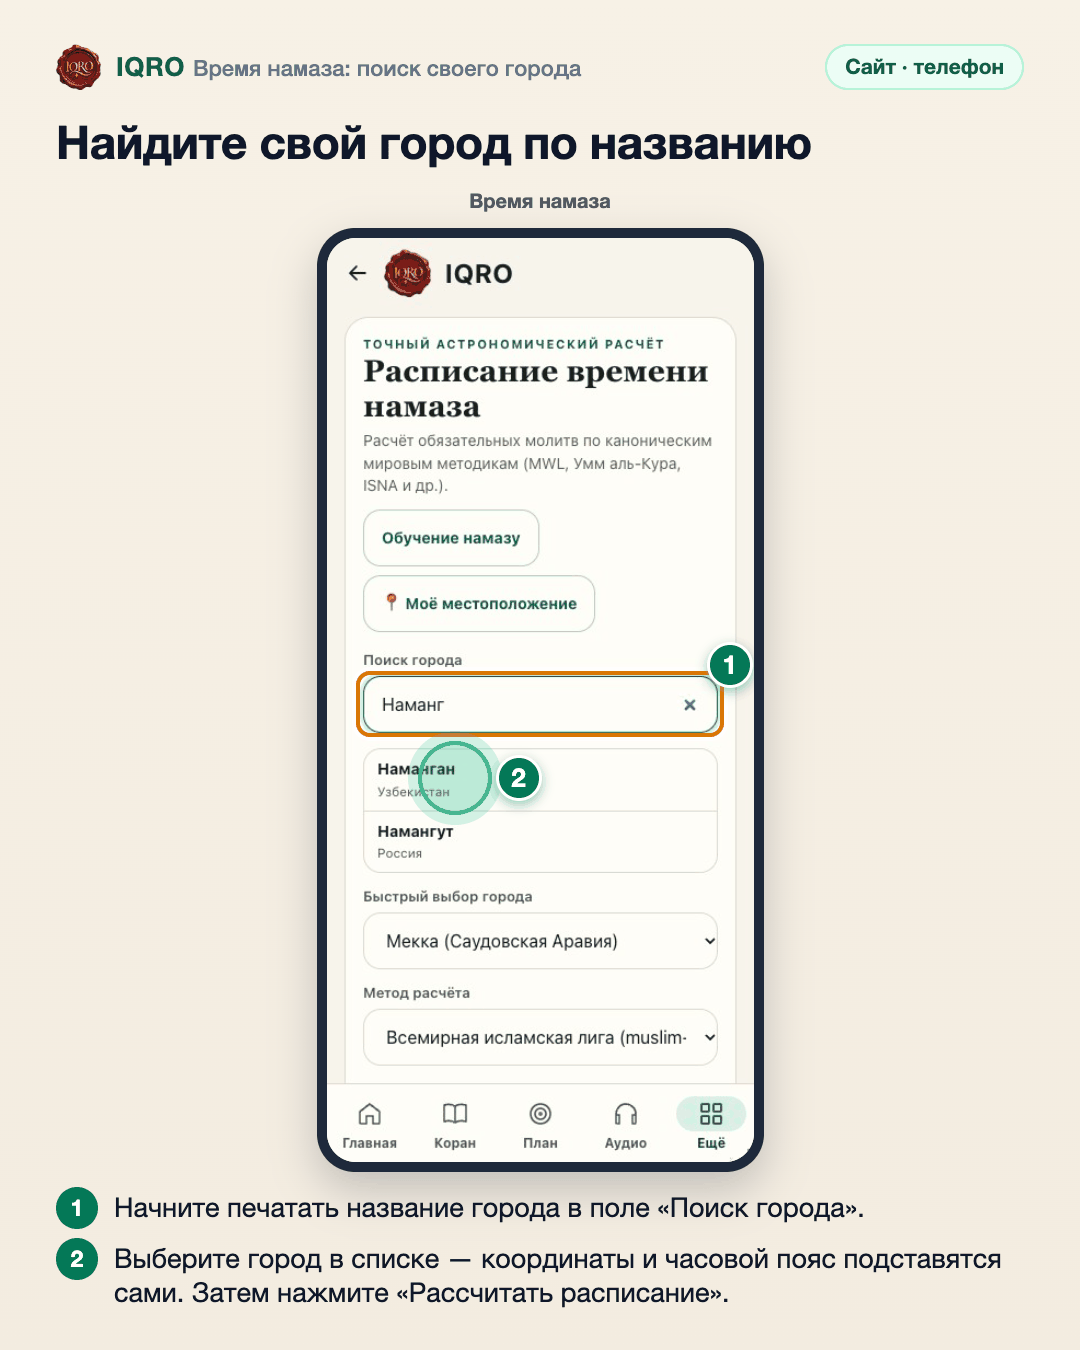 IQRO
IQRO Время намаза: поиск своего города
Сайт · телефон
Найдите свой город по названию
Время намаза
IQRO
IQRO
ТОЧНЫЙ АСТРОНОМИЧЕСКИЙ РАСЧЁТ
Расписание времени
намаза
Расчёт обязательных молитв по каноническим
мировым методикам (MWL, Умм аль-Кура,
ISNA и др.).
Обучение намазу
Моё местоположение
Поиск города
1
Наманг
Наманган
2
Узбекистан
Намангут
Россия
Быстрый выбор города
Мекка (Саудовская Аравия)
Метод расчёта
Всемирная исламская лига (muslim-
Главная
Коран
План
Аудио
Ещё
1 Начните печатать название города в поле «Поиск города».
2 Выберите город в списке — координаты и часовой пояс подставятся
сами. Затем нажмите «Рассчитать расписание».